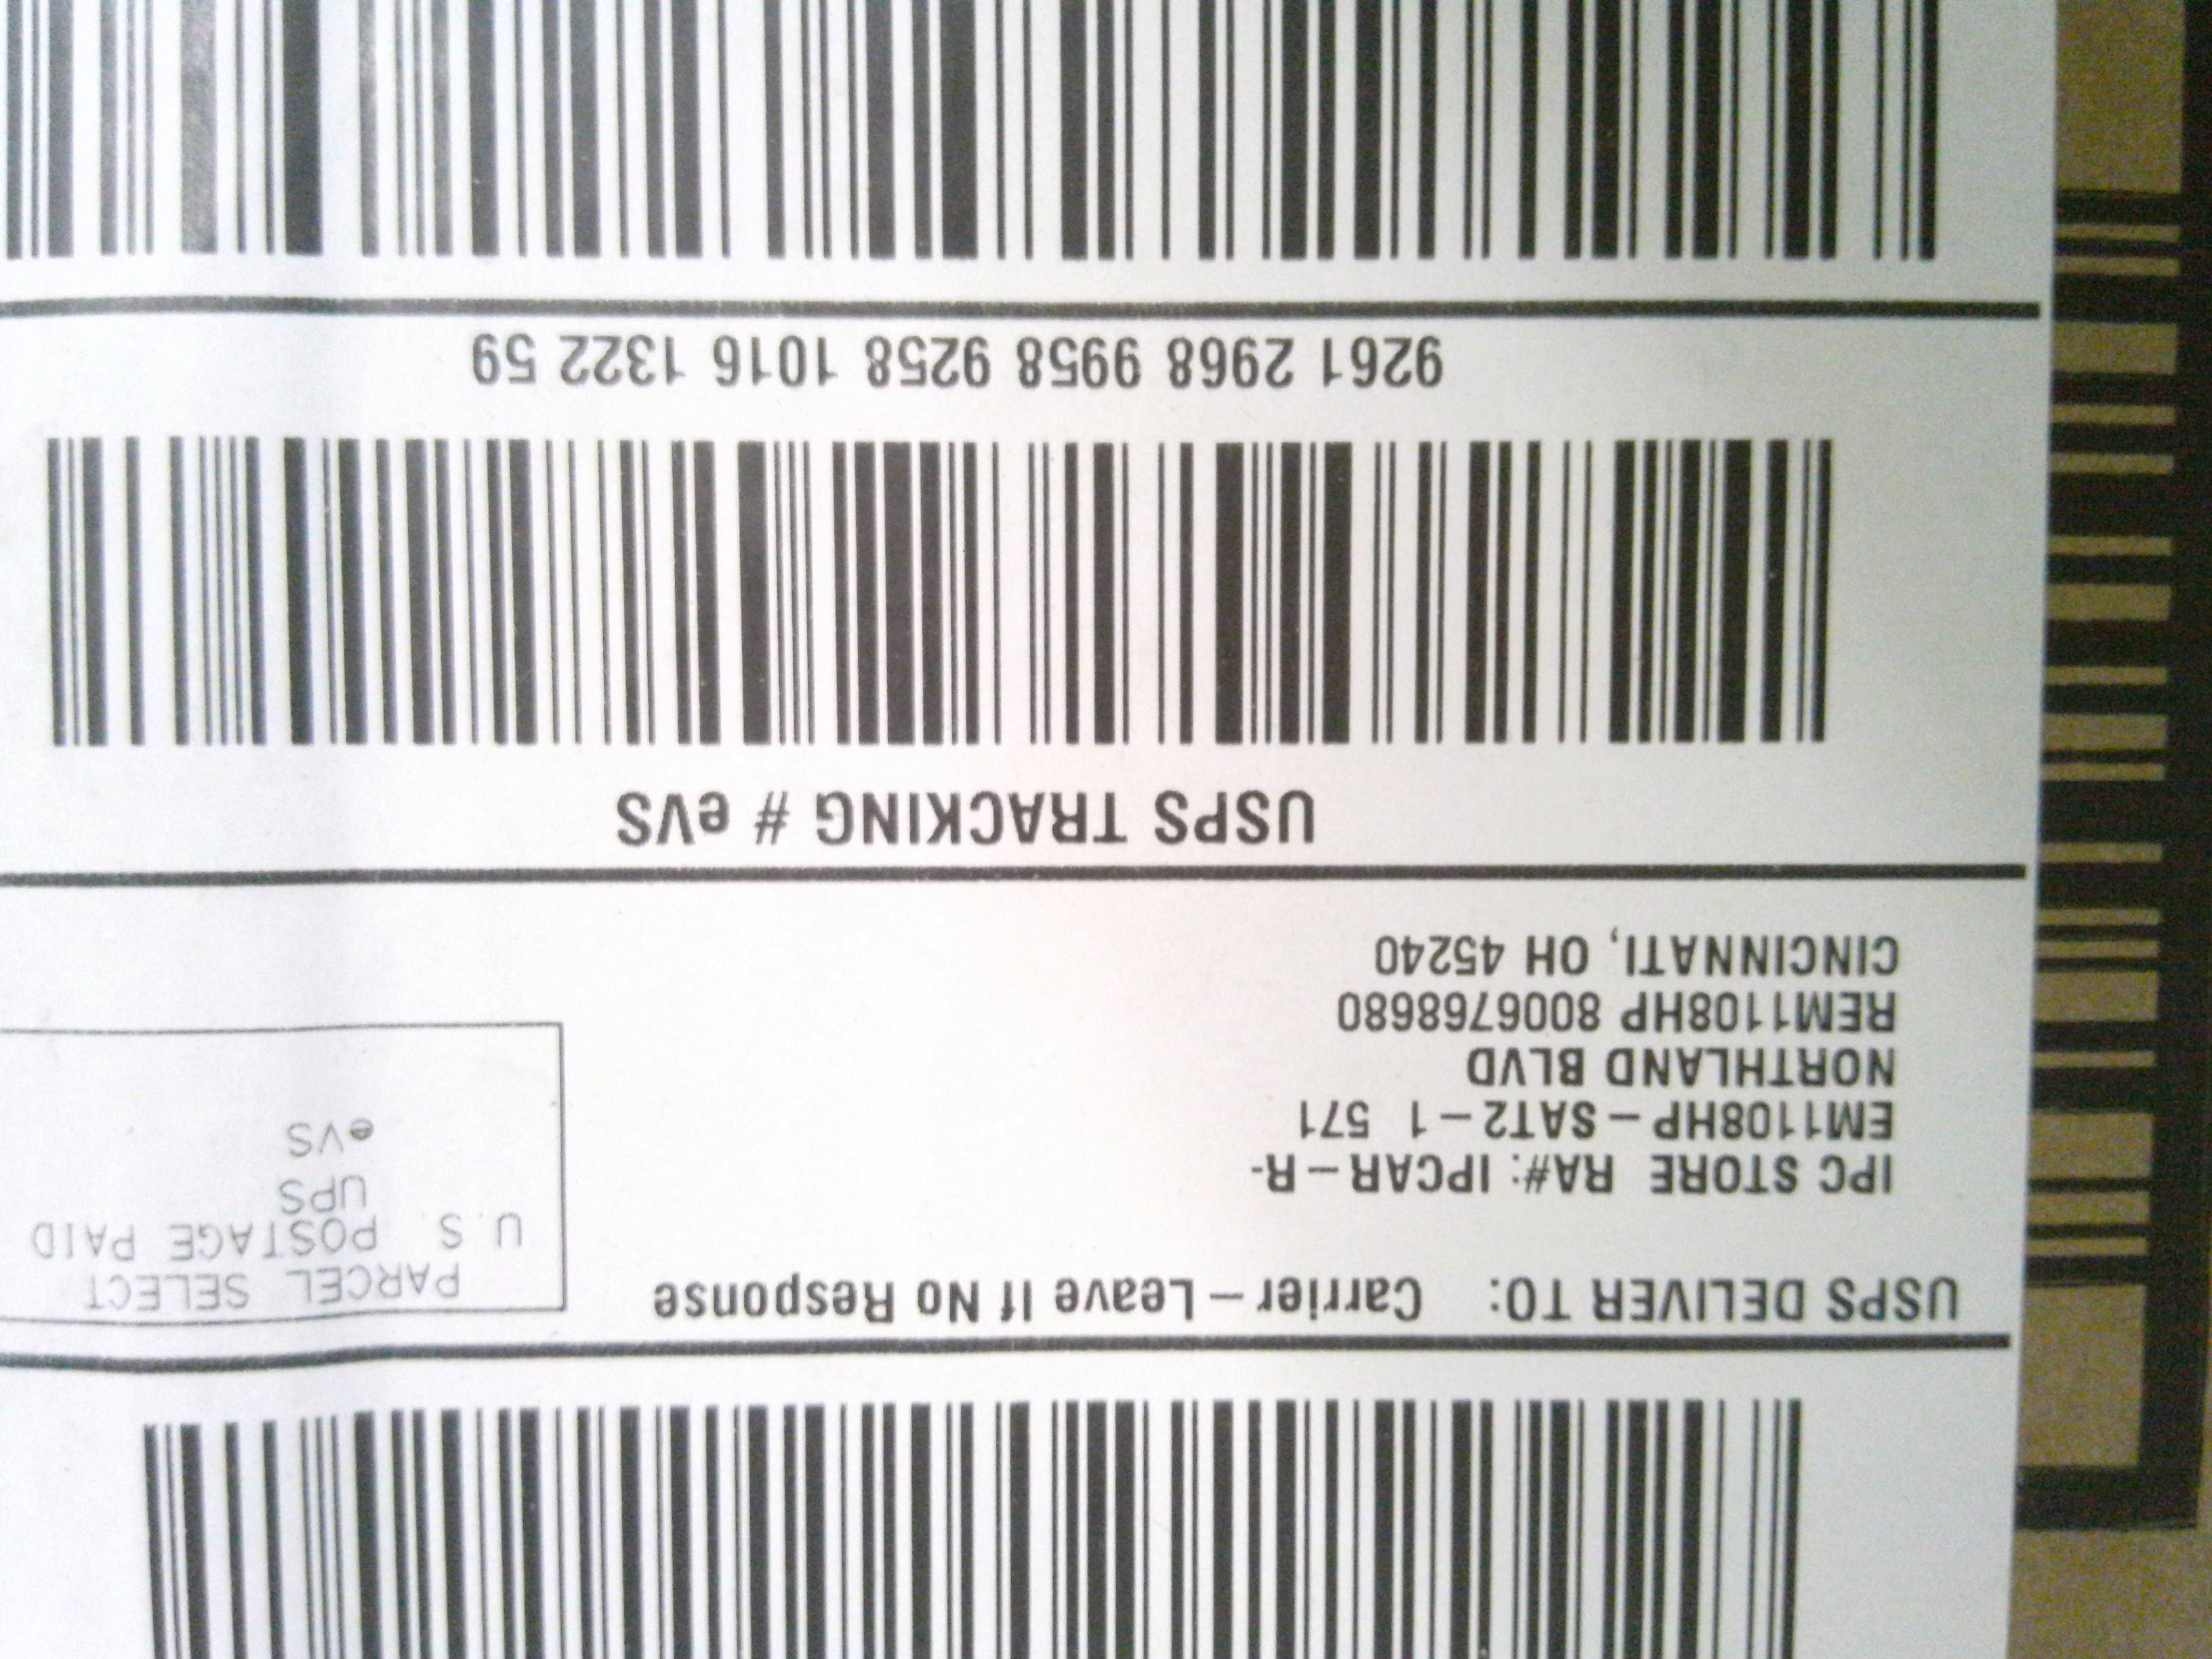 USPS DELIVER TO: Carrier – Leave If No Response
PARCEL SELECT
U.S. POSTAGE PAID
UPS
eVS
IPC STORE RA#: IPCAR – R-
EM1108HP – SAT2 – 1 571
NORTHLAND BLVD
REM1108HP 8006768680
CINCINNATI, OH 45240
USPS TRACKING # eVS
9261 2968 9958 9258 1016 1322 59